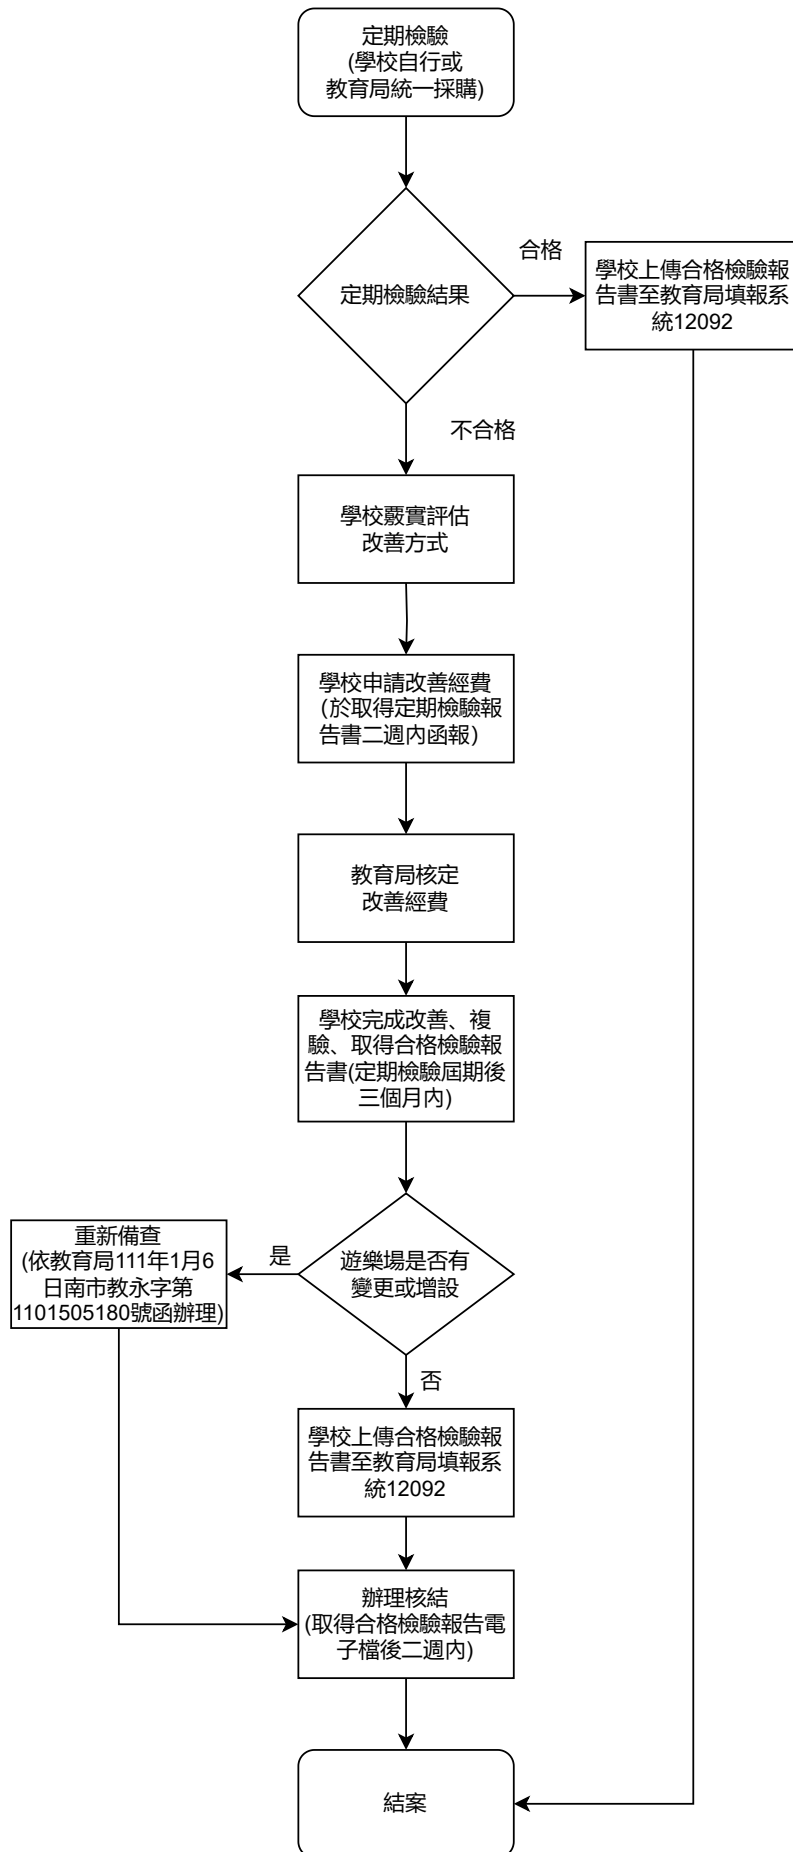 定期檢驗
(學校自行或
教育局統一採購)
定期檢驗結果
合格
學校上傳合格檢驗報
告書至教育局填報系
統12092
不合格
學校覈實評估
改善方式
學校申請改善經費
(於取得定期檢驗報
告書二週內函報)
教育局核定
改善經費
學校完成改善、複
驗、取得合格檢驗報
告書(定期檢驗屆期後
三個月內)
遊樂場是否有
變更或增設
是
重新備查
(依教育局111年1月6
日南市教永字第
1101505180號函辦理)
否
學校上傳合格檢驗報
告書至教育局填報系
統12092
辦理核結
(取得合格檢驗報告電
子檔後二週內)
結案